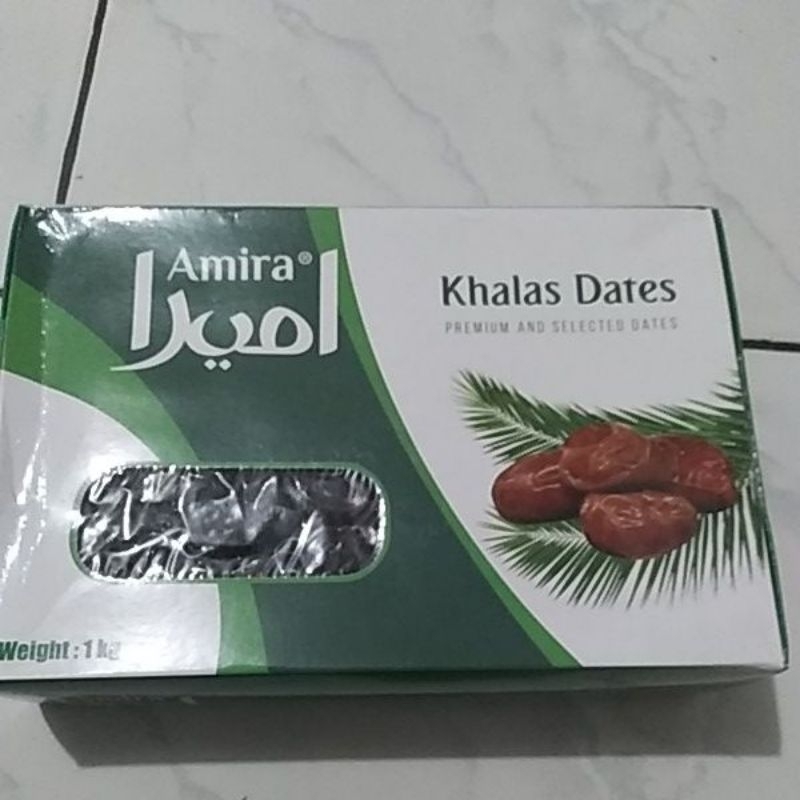 Amira®
اميرا
Khalas Dates
PREMIUM AND SELECTED DATES
Weight : 1 kg